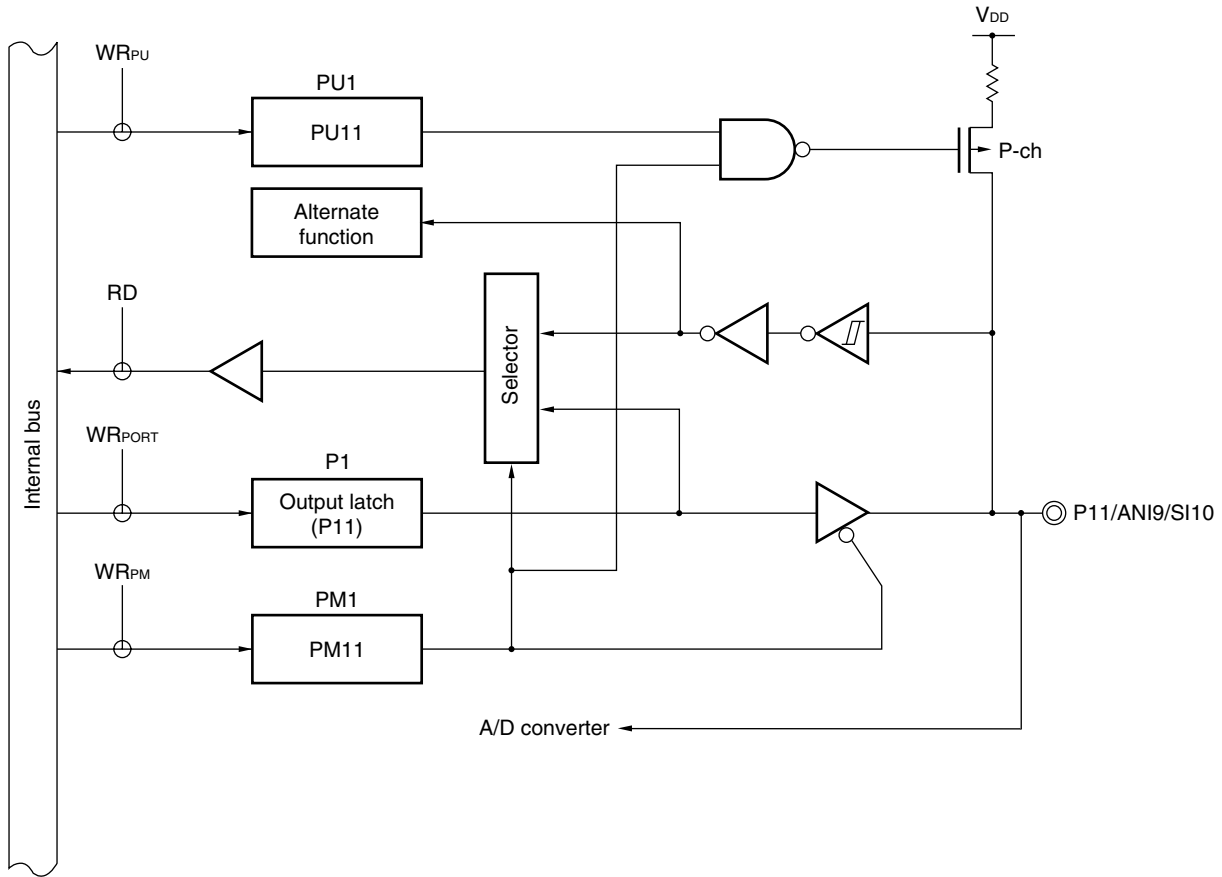 VDD
WRPU
PU1
PU11
P-ch
Alternate
function
RD
Selector
Internal bus
WRPORT
P1
Output latch
(P11)
P11/ANI9/SI10
WRPM
PM1
PM11
A/D converter